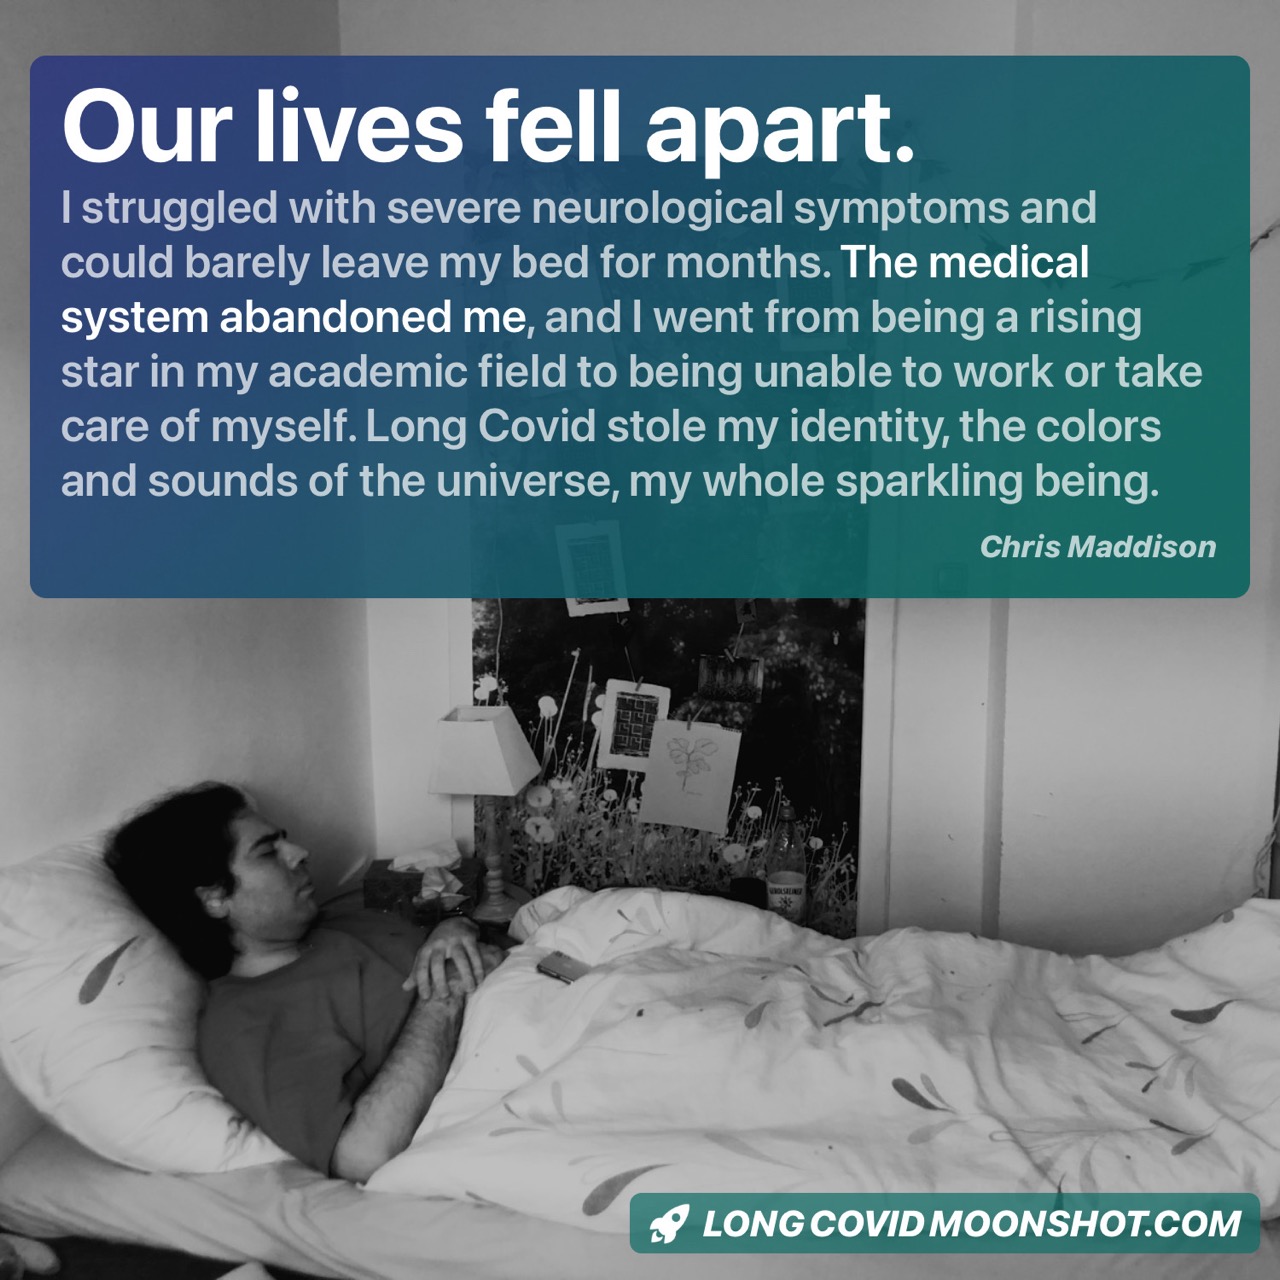 Our lives fell apart.
I struggled with severe neurological symptoms and
could barely leave my bed for months. The medical
system abandoned me, and I went from being a rising
star in my academic field to being unable to work or take
care of myself. Long Covid stole my identity, the colors
and sounds of the universe, my whole sparkling being.
Chris Maddison
LONG COVID MOONSHOT.COM